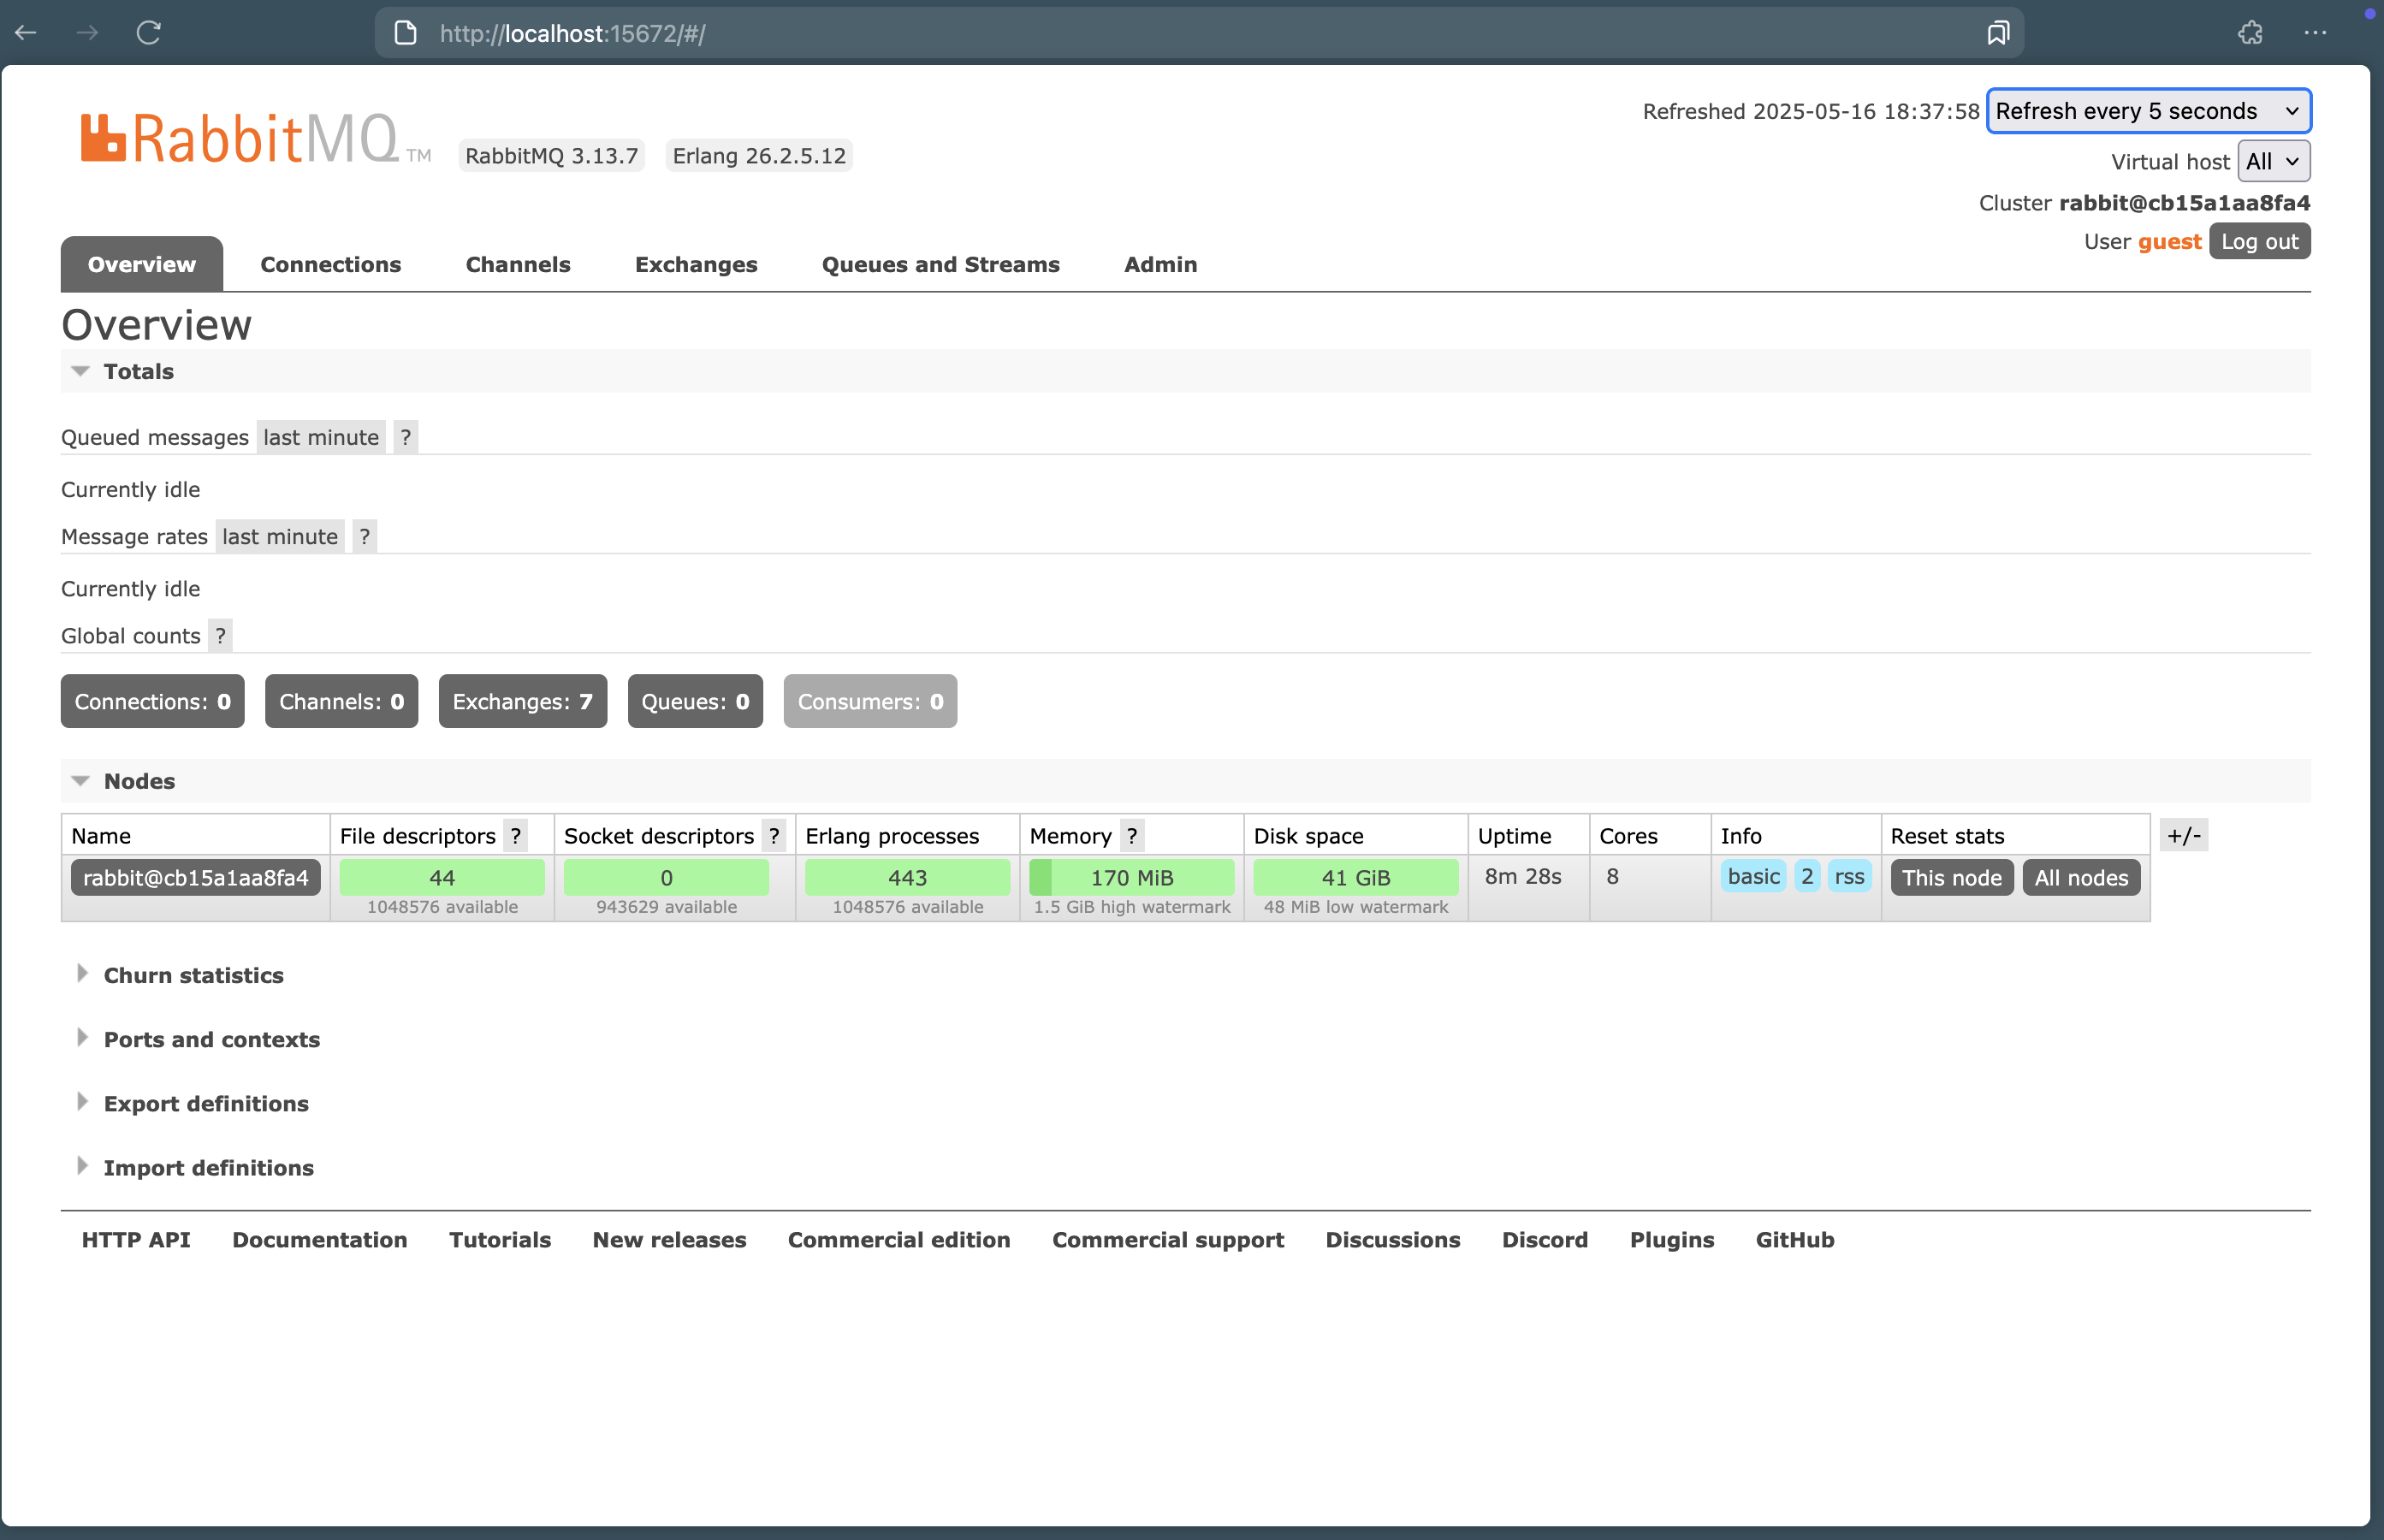 http://localhost:15672/#/
RabbitMQ TM RabbitMQ 3.13.7 Erlang 26.2.5.12
Refreshed 2025-05-16 18:37:58 Refresh every 5 seconds
Virtual host All
Cluster rabbit@cb15a1aa8fa4
User guest Log out
Overview Connections Channels Exchanges Queues and Streams Admin
Overview
Totals
Queued messages last minute ?
Currently idle
Message rates last minute ?
Currently idle
Global counts ?
Connections: 0 Channels: 0 Exchanges: 7 Queues: 0 Consumers: 0
Nodes
Name File descriptors ? Socket descriptors ? Erlang processes Memory ? Disk space Uptime Cores Info Reset stats +/-
rabbit@cb15a1aa8fa4 44 0 443 170 MiB 41 GiB 8m 28s 8 basic 2 rss This node All nodes
1048576 available 943629 available 1048576 available 1.5 GiB high watermark 48 MiB low watermark
Churn statistics
Ports and contexts
Export definitions
Import definitions
HTTP API Documentation Tutorials New releases Commercial edition Commercial support Discussions Discord Plugins GitHub